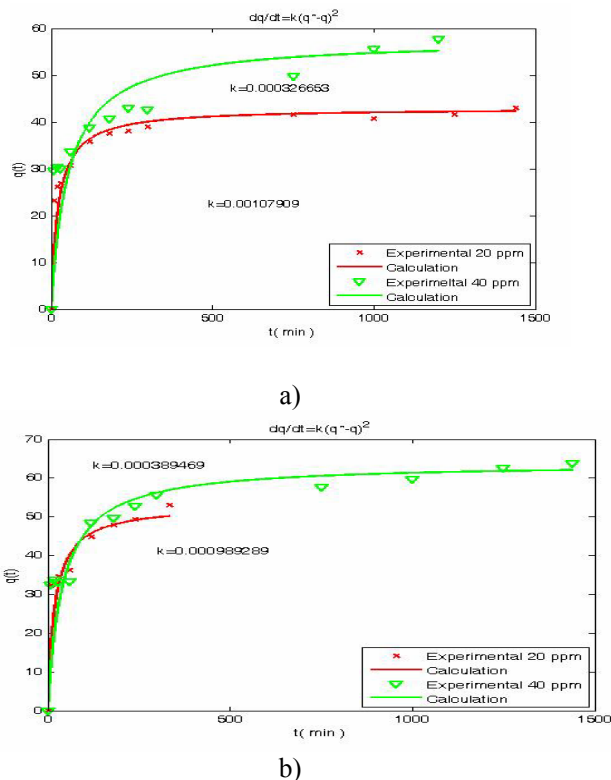 dq/dt=k(q*-q)²
60
50
40
30
20
10
0
q(t)
k=0.000326653
k=0.00107909
Experimental 20 ppm
Calculation
Experimeltal 40 ppm
Calculation
0 500 1000 1500
t( min )
a)
dq/dt=k(q*-q)²
70
60
50
40
30
20
10
0
q(t)
k=0.000389469
k=0.000989289
Experimental 20 ppm
Calculation
Experimental 40 ppm
Calculation
0 500 1000 1500
t( min )
b)